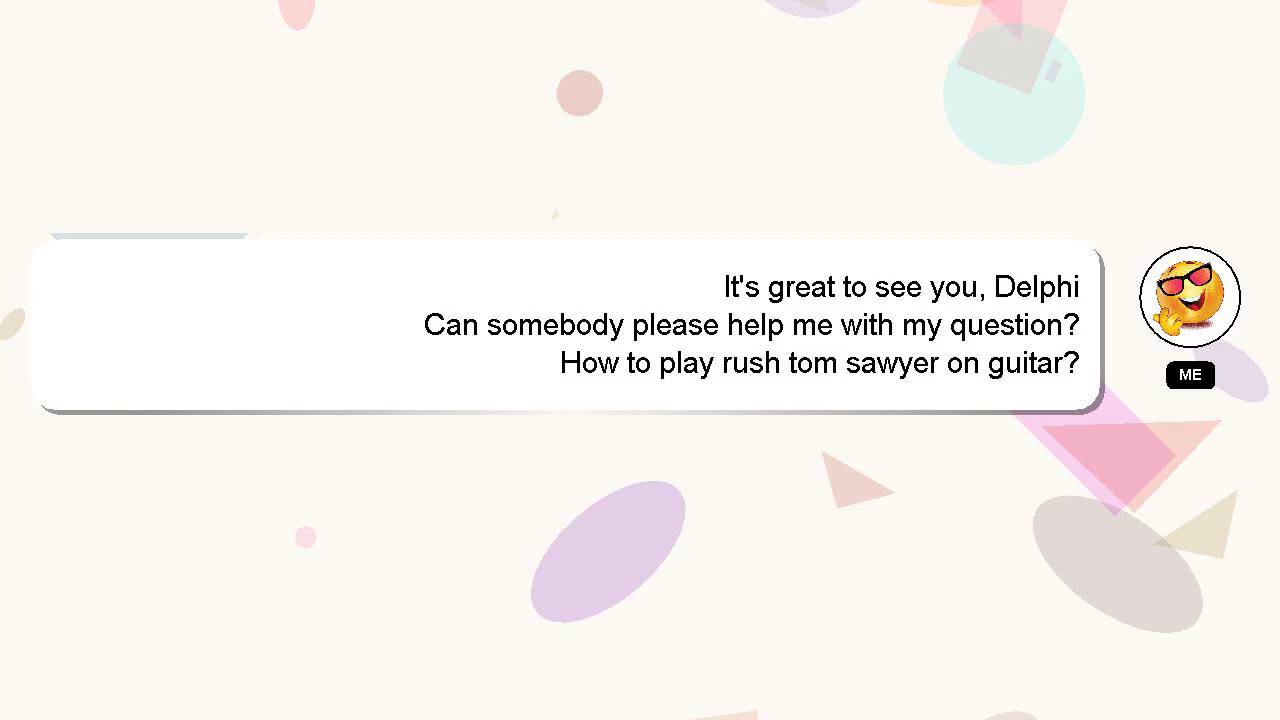 It's great to see you, Delphi
Can somebody please help me with my question?
How to play rush tom sawyer on guitar?
ME